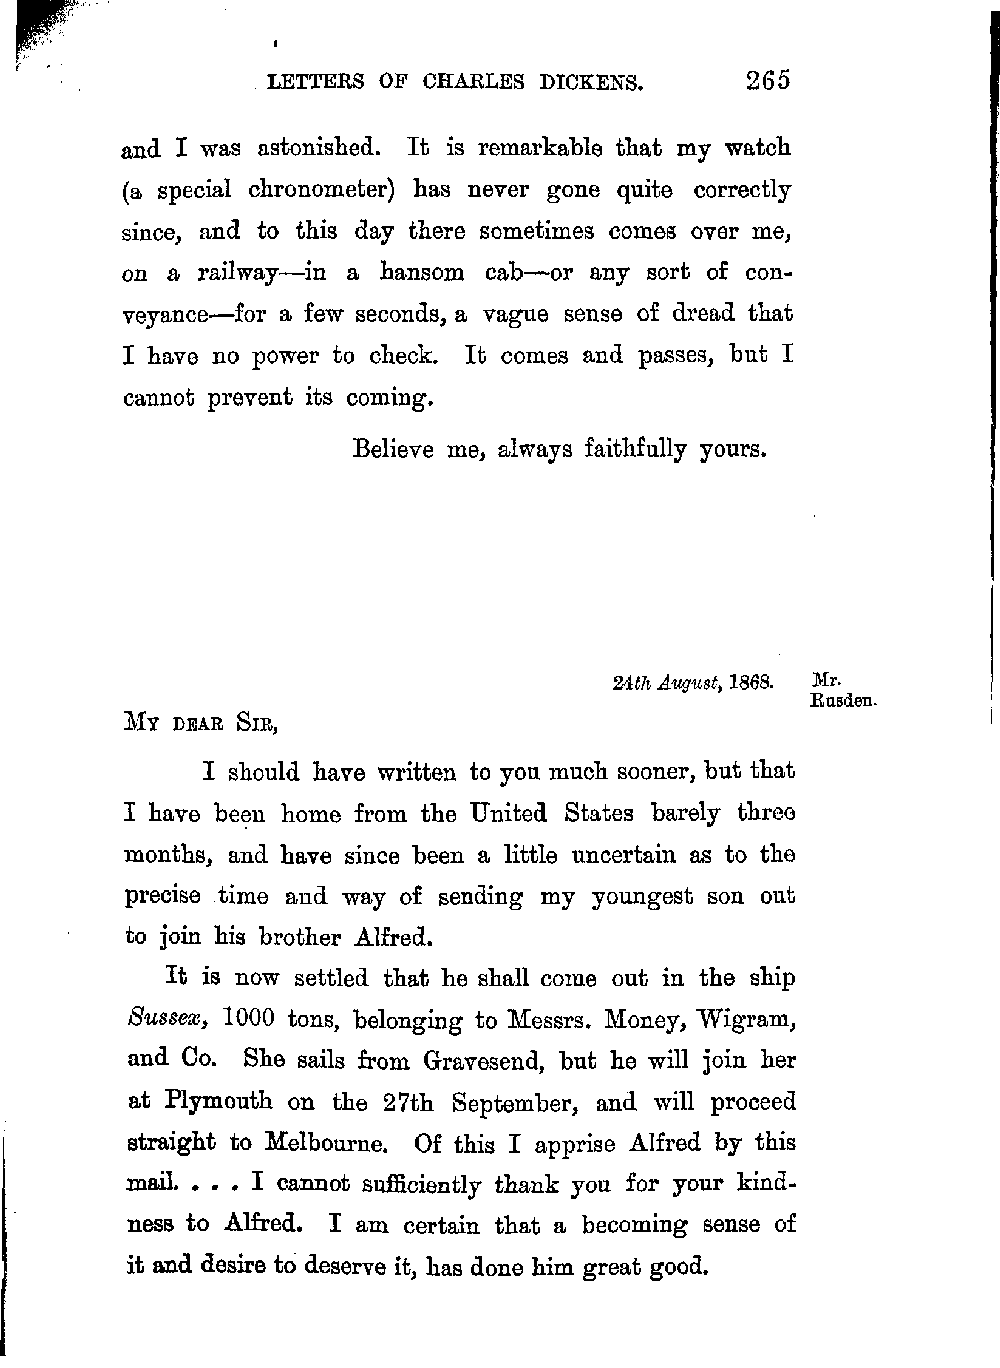 LETTERS OF CHARLES DICKENS. 265
and I was astonished. It is remarkable that my watch
(a special chronometer) has never gone quite correctly
since, and to this day there sometimes comes over me,
on a railway—in a hansom cab—or any sort of con-
veyance—for a few seconds, a vague sense of dread that
I have no power to check. It comes and passes, but I
cannot prevent its coming.
Believe me, always faithfully yours.
24th August, 1868.
Mr.
Rusden.
MY DEAR SIR,
I should have written to you much sooner, but that
I have been home from the United States barely three
months, and have since been a little uncertain as to the
precise time and way of sending my youngest son out
to join his brother Alfred.
It is now settled that he shall come out in the ship
Sussex, 1000 tons, belonging to Messrs. Money, Wigram,
and Co. She sails from Gravesend, but he will join her
at Plymouth on the 27th September, and will proceed
straight to Melbourne. Of this I apprise Alfred by this
mail. . . . I cannot sufficiently thank you for your kind-
ness to Alfred. I am certain that a becoming sense of
it and desire to deserve it, has done him great good.